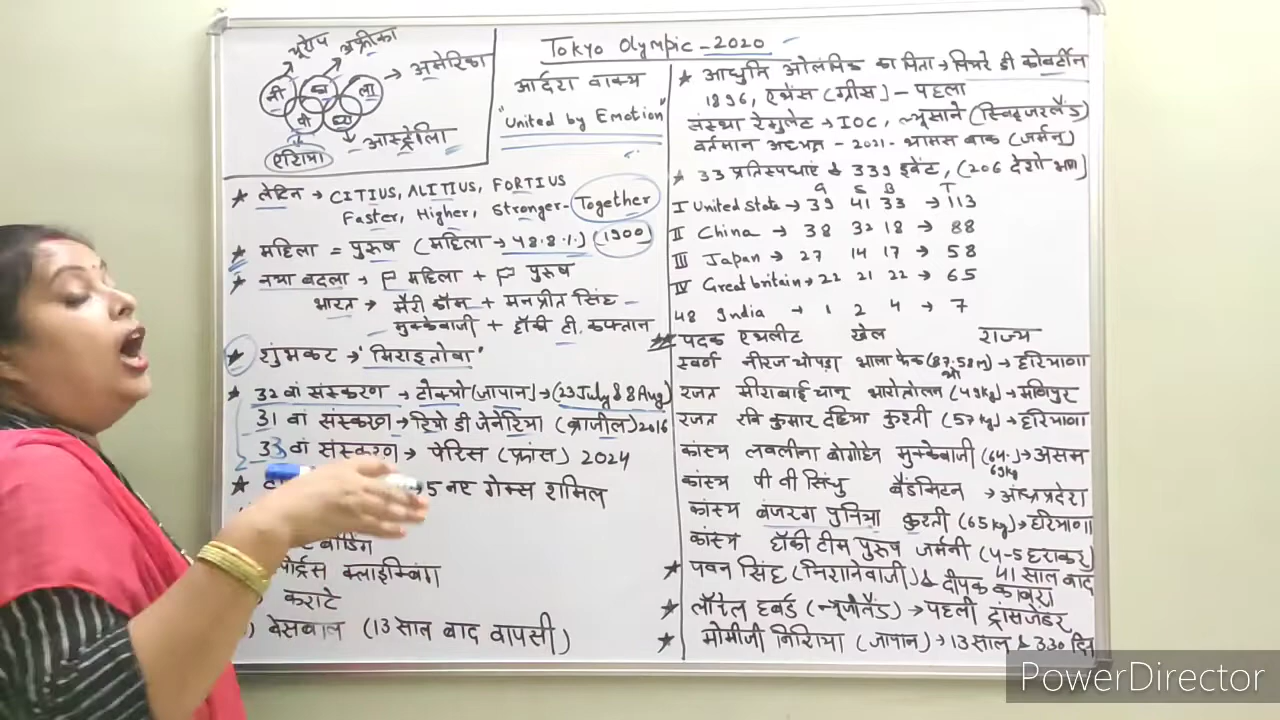 Tokyo Olympic - 2020
यूरोप अफ्रीका
→ अमेरिका
नी का ला
पी
→ आस्ट्रेलि
एशिया
आर्दश वाक्य
"United by Emotion"
★ लेटिन → CITIUS, ALITIUS, FORTIUS
Faster, Higher, Stronger - Together
★ महिला = पुरुष (महिला → 48.8%) (1900)
★ नया बदला → महिला + पुरुष
भारत → मैरी कॉम + मनप्रीत सिंह
मुक्केबाजी + हॉकी टी. कप्तान
★ शुंभकर → "मिराइतोवा"
★ 32 वां संस्करण → टोक्यो (जापान) → (23 July & 8 Aug)
31 वां संस्करण → रियो डी जेनेरिया (ब्राजील) 2016
33 वां संस्करण → पेरिस (फ्रांस) 2024
★ 5 नए गेम्स शामिल
बोर्डिंग
पोर्ट्स क्लाइम्बिंग
कराटे
) बेसबाल (13 साल बाद वापसी)
★ आधुनि ओलंमिक का पिता → पियरे डी कोबर्टीन
1896, एथेंस (ग्रीस) - पहला
संस्था रेगुलेट → IOC, ल्यूसाने (स्विट्जरलैंड)
वर्तमान अध्यक्ष - 2021 - थामस बाक (जर्मन)
★ 33 प्रतिस्पधाएं & 339 इवेंट, (206 देशो भाग)
G S B T
I United State → 39 41 33 → 113
II China → 38 32 18 → 88
III Japan → 27 14 17 → 58
IV Great britain → 22 21 22 → 65
48 India → 1 2 4 → 7
★ पदक एथलीट खेल राज्य
स्वर्ण नीरज चोपड़ा भाला फेक (87.58m) → हरियाणा
रजत मीराबाई चानू भारोत्तोलन (49kg) → मणिपुर
रजत रवि कुमार दहिया कुश्ती (57kg) → हरियाणा
कांस्य लवलीना बोरगोहेन मुक्केबाजी (64-69kg) → असम
कांस्य पी वी सिंधु बैडमिंटन → आंध्रप्रदेश
कांस्य बजरंग पुनिया कुश्ती (65kg) → हरियाणा
कांस्य हॉकी टीम पुरुष जर्मनी (4-5 हराकर)
41 साल बाद
★ पवन सिंह (निशानेवाजी) & दीपक काबरा
★ लॉरेल हबर्ड (न्यूजीलैंड) → पहली ट्रांसजेंडर
★ मोमीजी निशिया (जापान) → 13 साल & 330 दिन
PowerDirector